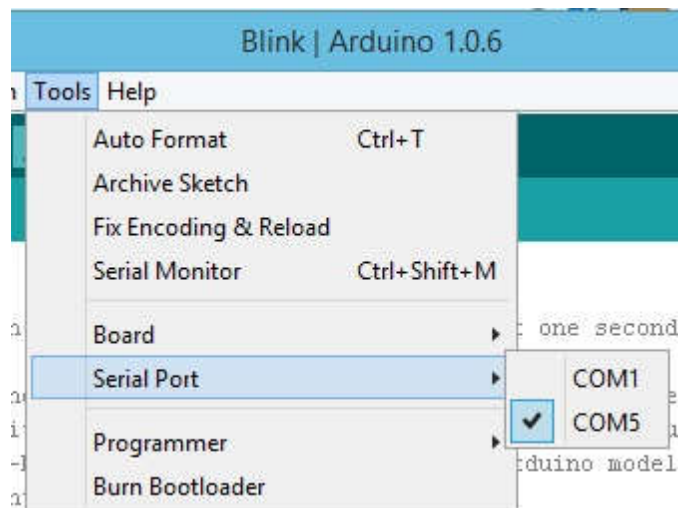 Blink | Arduino 1.0.6
Tools Help
Auto Format Ctrl+T
Archive Sketch
Fix Encoding & Reload
Serial Monitor Ctrl+Shift+M
Board
one second
Serial Port
COM1
COM5
Programmer
model
Burn Bootloader